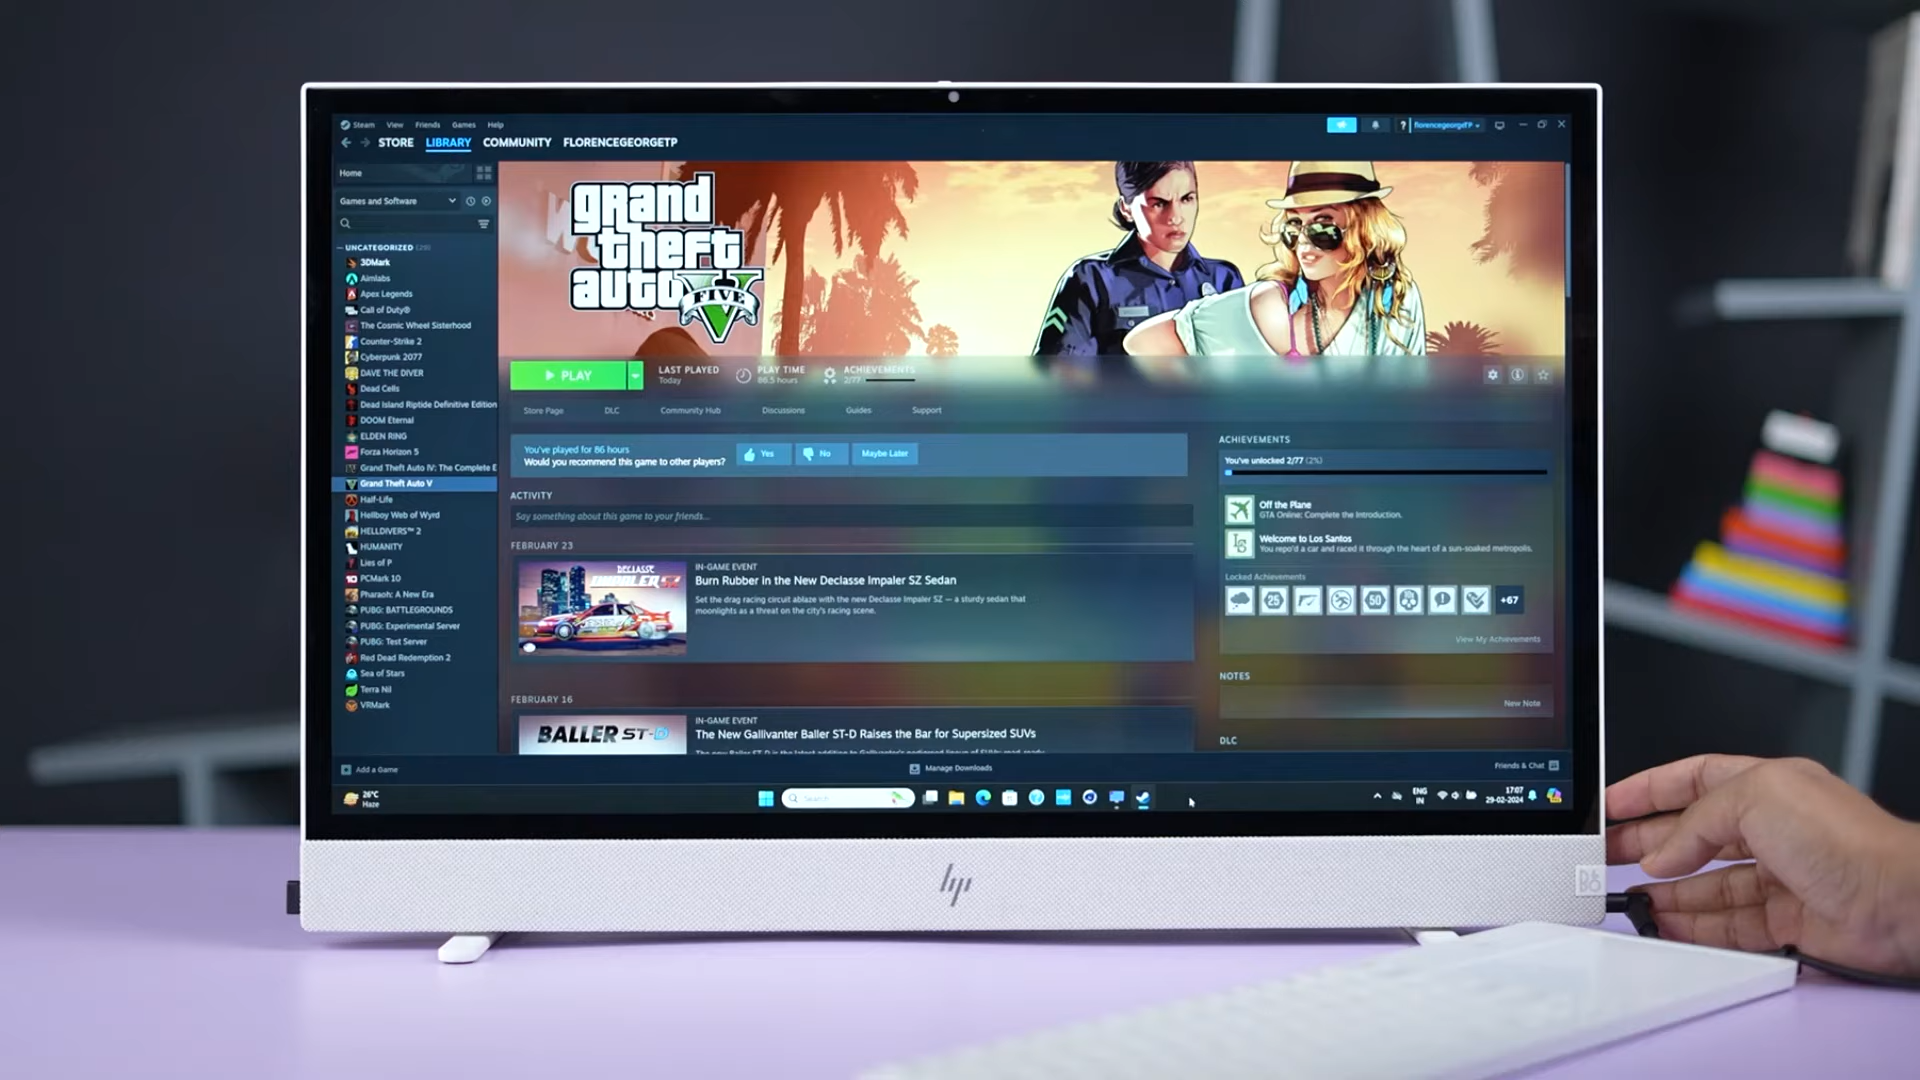 Steam View Friends Games Help
florencegeorgeTP
STORE LIBRARY COMMUNITY FLORENCEGEORGETP
Home
Games and Software
UNCATEGORIZED (29)
3DMark
Aimlabs
Apex Legends
Call of Duty®
The Cosmic Wheel Sisterhood
Counter-Strike 2
Cyberpunk 2077
DAVE THE DIVER
Dead Cells
Dead Island Riptide Definitive Edition
DOOM Eternal
ELDEN RING
Forza Horizon 5
Grand Theft Auto IV: The Complete E
Grand Theft Auto V
Half-Life
Hellboy Web of Wyrd
HELLDIVERS™ 2
HUMANITY
Lies of P
PCMark 10
Pharaoh: A New Era
PUBG: BATTLEGROUNDS
PUBG: Experimental Server
PUBG: Test Server
Red Dead Redemption 2
Sea of Stars
Terra Nil
VRMark
Add a Game
grand
theft
auto
V
FIVE
PLAY
LAST PLAYED
Today
PLAY TIME
86.5 hours
ACHIEVEMENTS
2/77
Store Page DLC Community Hub Discussions Guides Support
You've played for 86 hours
Would you recommend this game to other players?
Yes No Maybe Later
ACTIVITY
Say something about this game to your friends...
FEBRUARY 23
DECLASSE
IMPALER SZ
IN-GAME EVENT
Burn Rubber in the New Declasse Impaler SZ Sedan
Set the drag racing circuit ablaze with the new Declasse Impaler SZ — a sturdy sedan that
moonlights as a threat on the city's racing scene.
FEBRUARY 16
BALLER ST-D
IN-GAME EVENT
The New Gallivanter Baller ST-D Raises the Bar for Supersized SUVs
ACHIEVEMENTS
You've unlocked 2/77 (2%)
Off the Plane
GTA Online: Complete the Introduction.
Welcome to Los Santos
You repo'd a car and raced it through the heart of a sun-soaked metropolis.
Locked Achievements
25 50 +67
View My Achievements
NOTES
New Note
DLC
Manage Downloads
Friends & Chat
26°C
Haze
Search
ENG
IN
17:07
29-02-2024
hp
B&O